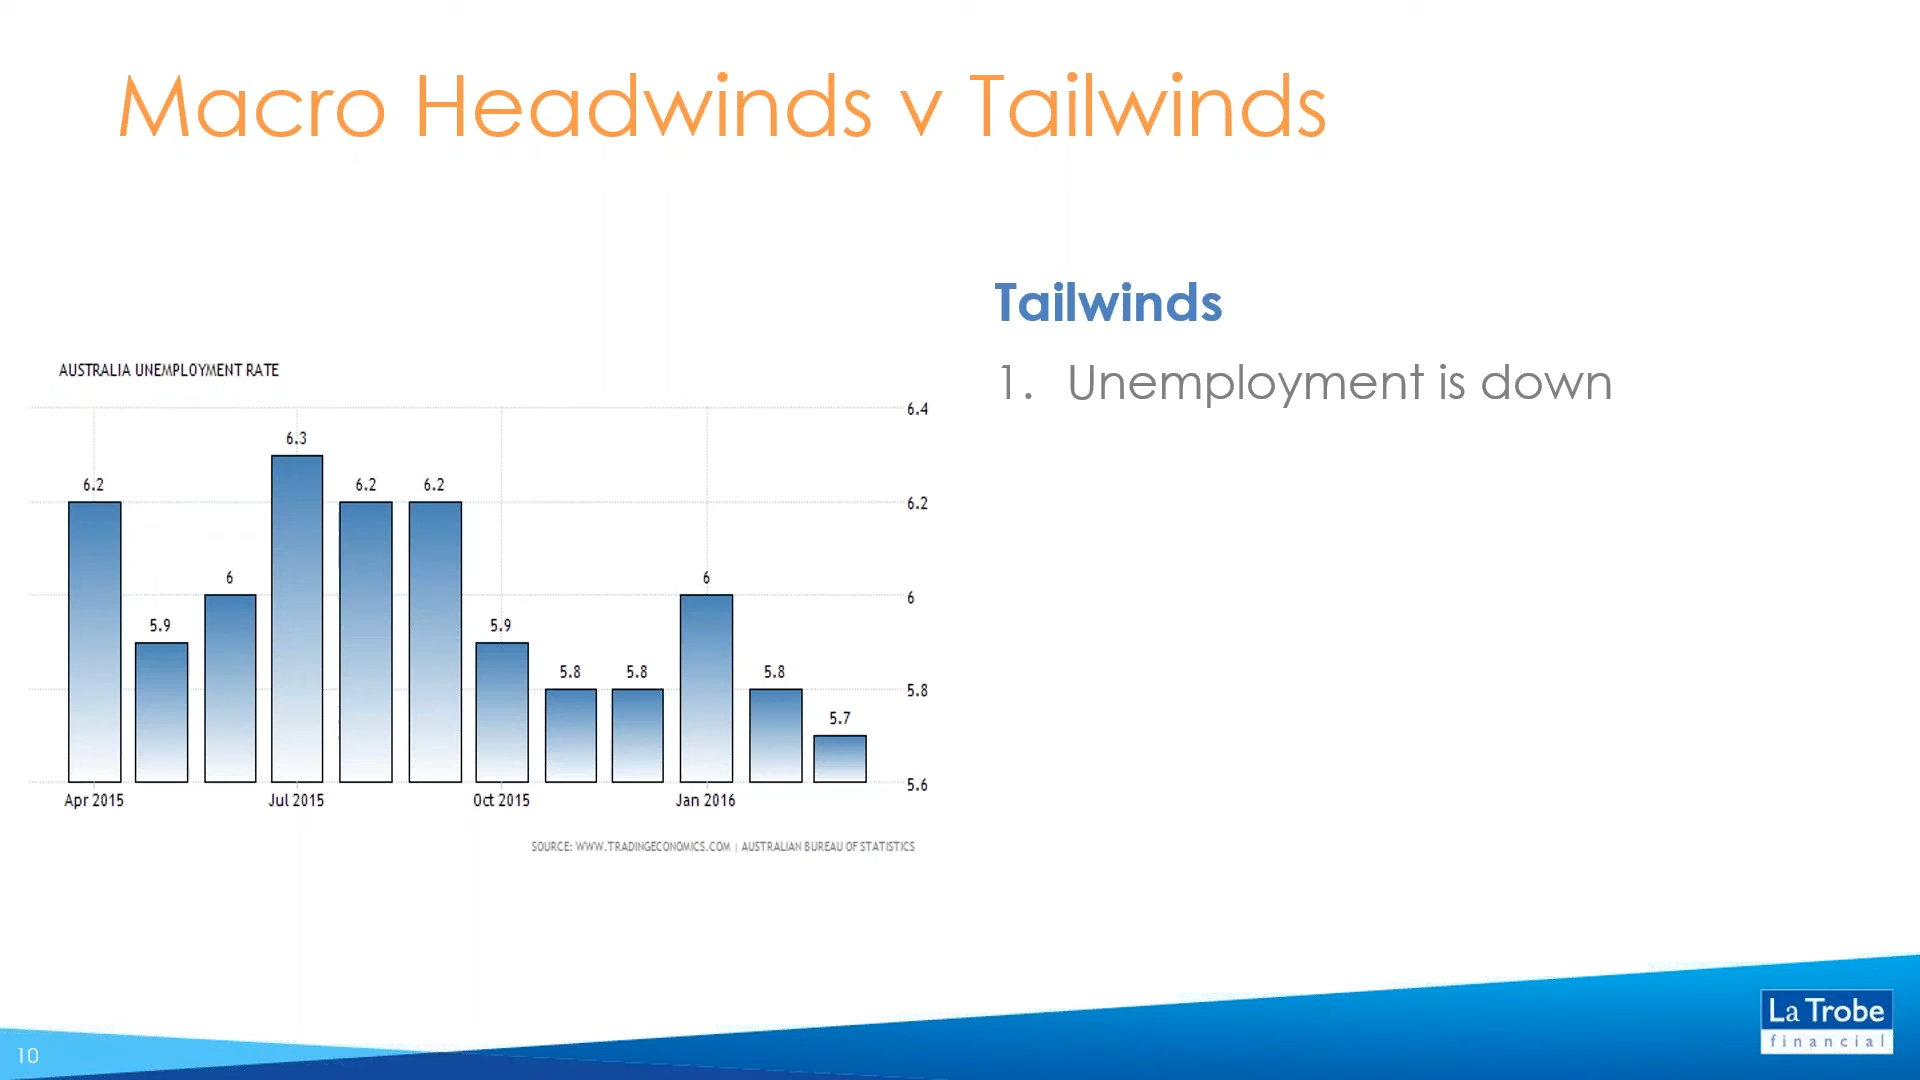 Macro Headwinds v Tailwinds
Tailwinds
1. Unemployment is down
AUSTRALIA UNEMPLOYMENT RATE
6.4
6.2
6
5.8
5.6
6.2
5.9
6
6.3
6.2
6.2
5.9
5.8
5.8
6
5.8
5.7
Apr 2015
Jul 2015
Oct 2015
Jan 2016
SOURCE: WWW.TRADINGECONOMICS.COM | AUSTRALIAN BUREAU OF STATISTICS
10
La Trobe
financial